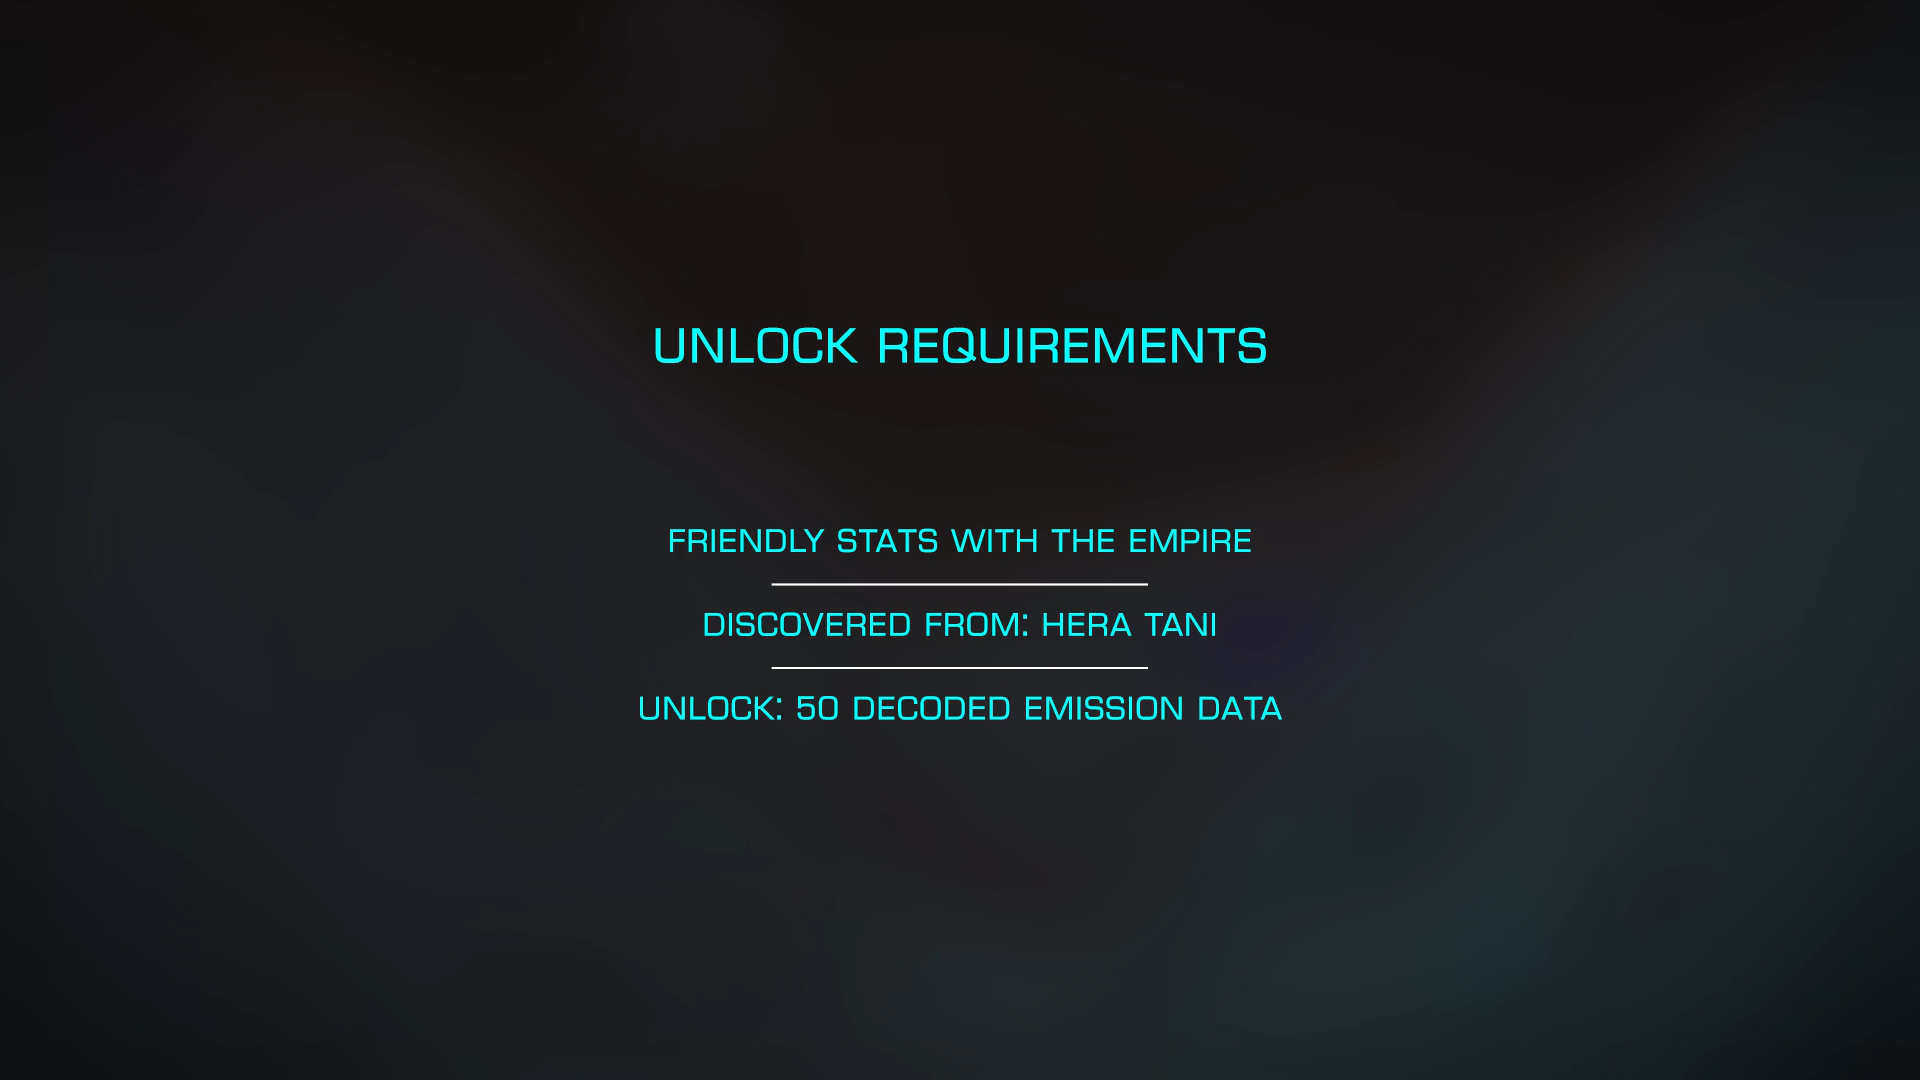 UNLOCK REQUIREMENTS
FRIENDLY STATS WITH THE EMPIRE
DISCOVERED FROM: HERA TANI
UNLOCK: 50 DECODED EMISSION DATA